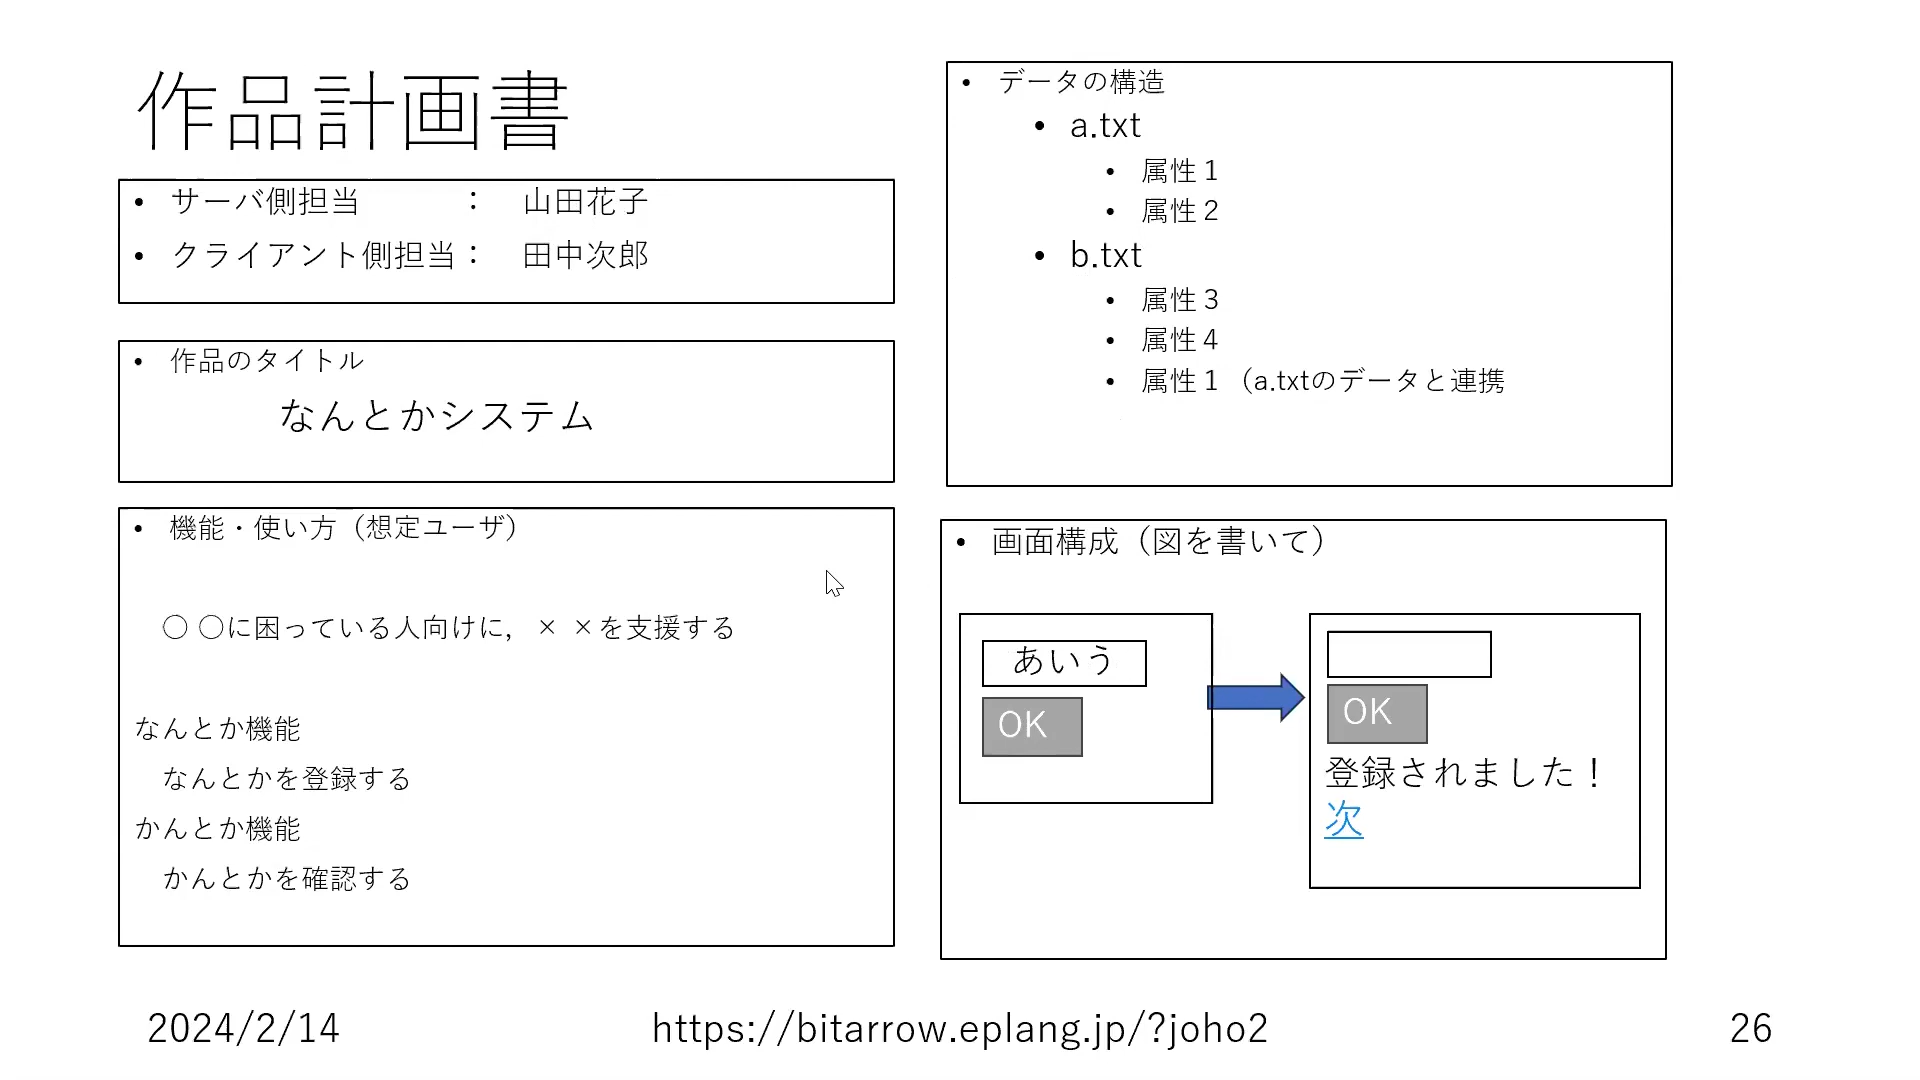 作品計画書
• サーバ側担当　　　： 山田花子
• クライアント側担当： 田中次郎
• 作品のタイトル
なんとかシステム
• 機能・使い方（想定ユーザ）
〇 〇に困っている人向けに，× ×を支援する
なんとか機能
なんとかを登録する
かんとか機能
かんとかを確認する
• データの構造
• a.txt
• 属性１
• 属性２
• b.txt
• 属性３
• 属性４
• 属性１（a.txtのデータと連携
• 画面構成（図を書いて）
あいう
OK
OK
登録されました！
次
2024/2/14
https://bitarrow.eplang.jp/?joho2
26